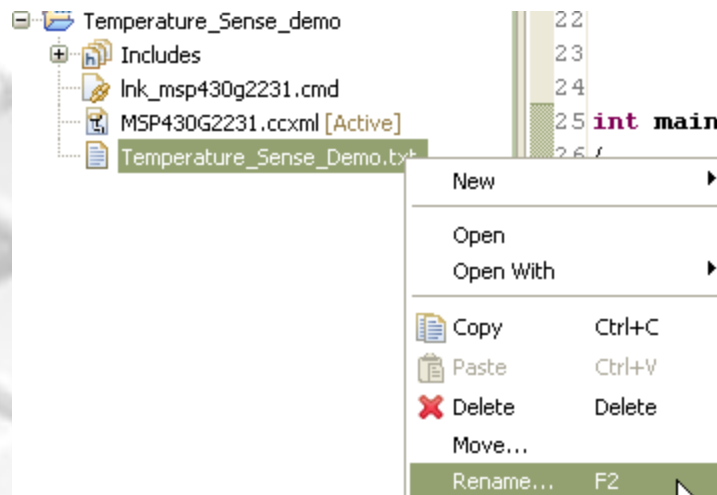 Temperature_Sense_demo
Includes
lnk_msp430g2231.cmd
MSP430G2231.ccxml [Active]
Temperature_Sense_Demo.txt
22
23
24
25 int main
26 {
New
Open
Open With
Copy Ctrl+C
Paste Ctrl+V
Delete Delete
Move...
Rename... F2